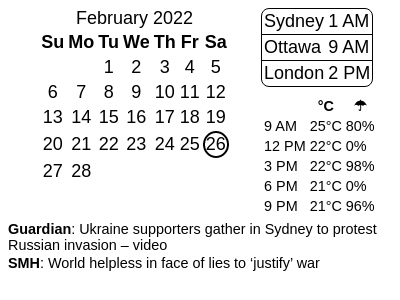 February 2022
Su Mo Tu We Th Fr Sa
1 2 3 4 5
6 7 8 9 10 11 12
13 14 15 16 17 18 19
20 21 22 23 24 25 26
27 28
Sydney 1 AM
Ottawa 9 AM
London 2 PM
°C ☂
9 AM 25°C 80%
12 PM 22°C 0%
3 PM 22°C 98%
6 PM 21°C 0%
9 PM 21°C 96%
Guardian: Ukraine supporters gather in Sydney to protest
Russian invasion – video
SMH: World helpless in face of lies to ‘justify’ war